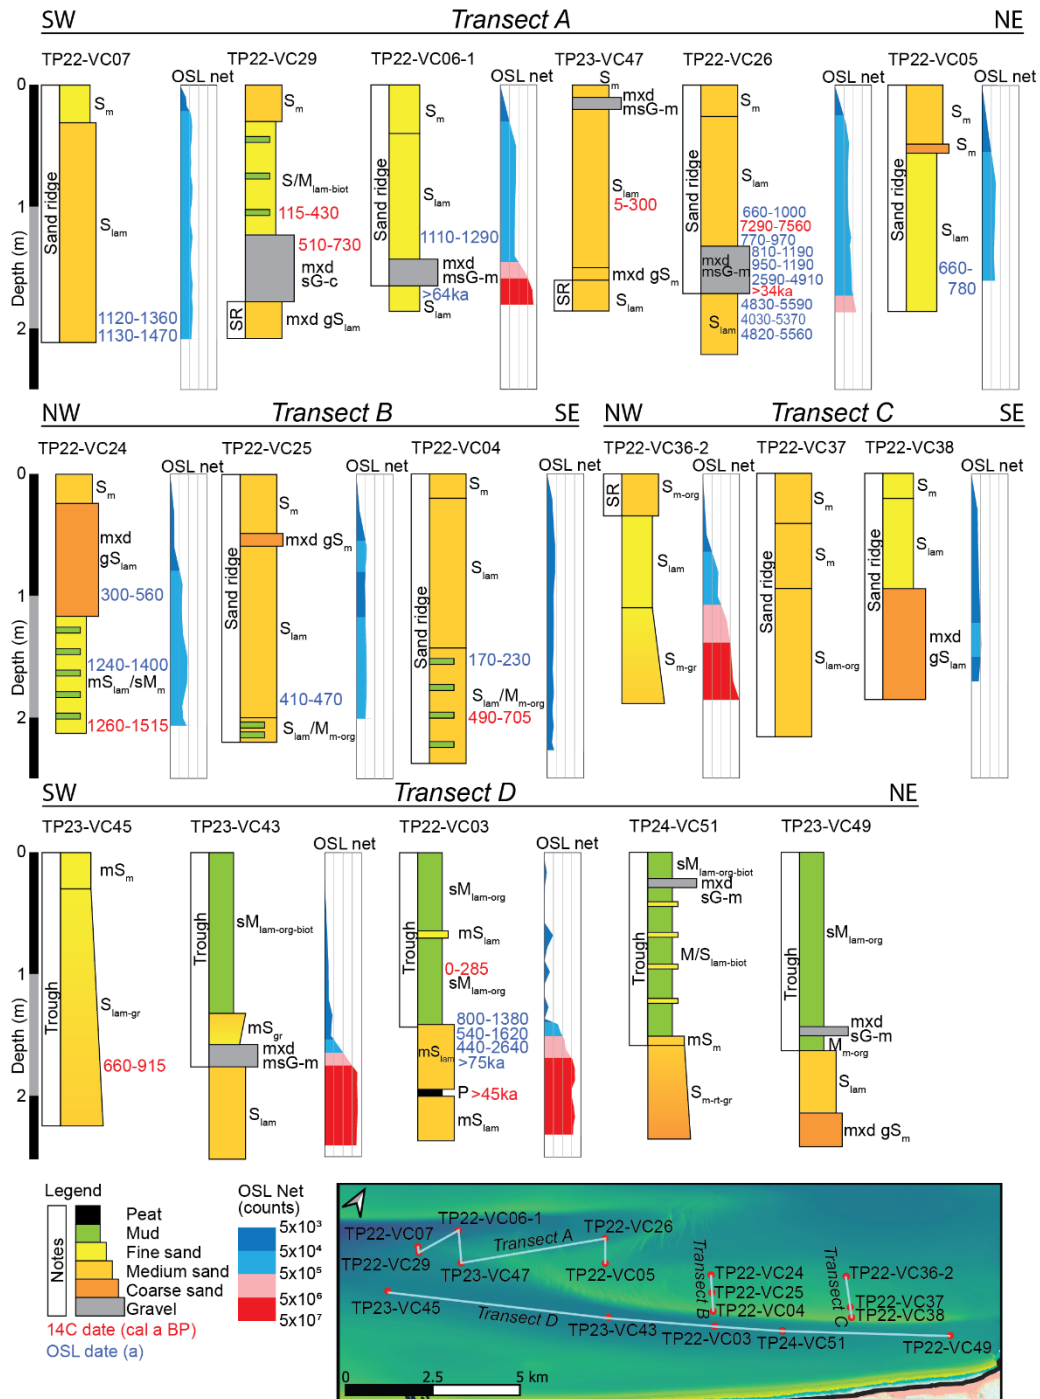 SW Transect A NE
TP22-VC07 TP22-VC29 TP22-VC06-1 TP23-VC47 TP22-VC26 TP22-VC05
OSL net OSL net OSL net OSL net
Depth (m)
0
1
2
Sand ridge
Sm
Slam
1120-1360
1130-1470
Sm
S/Mlam-biot
115-430
510-730
mxd
sG-c
SR
mxd gSlam
Sand ridge
Sm
Slam
1110-1290
mxd
msG-m
>64ka
Slam
Sm
mxd
msG-m
Slam
5-300
mxd gSm
SR
Slam
Sand ridge
Sm
Slam
660-1000
7290-7560
770-970
810-1190
mxd
msG-m
950-1190
2590-4910
>34ka
4830-5590
Slam
4030-5370
4820-5560
Sand ridge
Sm
Sm
Slam
660-
780
NW Transect B SE
TP22-VC24 TP22-VC25 TP22-VC04
OSL net OSL net OSL net
Depth (m)
0
1
2
Sm
mxd
gSlam
300-560
1240-1400
mSlam/sMm
1260-1515
Sand ridge
Sm
mxd gSm
Slam
410-470
Slam/Mm-org
Sand ridge
Sm
Slam
170-230
Slam/Mm-org
490-705
NW Transect C SE
TP22-VC36-2 TP22-VC37 TP22-VC38
OSL net OSL net
SR
Sm-org
Slam
Sm-gr
Sand ridge
Sm
Sm
Slam-org
Sand ridge
Sm
Slam
mxd
gSlam
SW Transect D NE
TP23-VC45 TP23-VC43 TP22-VC03 TP24-VC51 TP23-VC49
OSL net OSL net
Depth (m)
0
1
2
Trough
mSm
Slam-gr
660-915
Trough
sMlam-org-biot
mSgr
mxd
msG-m
Slam
Trough
sMlam-org
mSlam
0-285
sMlam-org
800-1380
540-1620
440-2640
mSlam
>75ka
P >45ka
mSlam
Trough
sMlam-org-biot
mxd
sG-m
M/Slam-biot
mSm
Sm-rt-gr
Trough
sMlam-org
mxd
sG-m
Mm-org
Slam
mxd gSm
Legend
Notes
Peat
Mud
Fine sand
Medium sand
Coarse sand
Gravel
14C date (cal a BP)
OSL date (a)
OSL Net
(counts)
5x10³
5x10⁴
5x10⁵
5x10⁶
5x10⁷
TP22-VC07
TP22-VC06-1
TP22-VC26
TP22-VC29
Transect A
TP23-VC47
TP22-VC05
TP23-VC45
Transect D
TP23-VC43
Transect B
TP22-VC24
TP22-VC25
TP22-VC04
TP22-VC03
TP24-VC51
Transect C
TP22-VC36-2
TP22-VC37
TP22-VC38
TP22-VC49
0 2.5 5 km